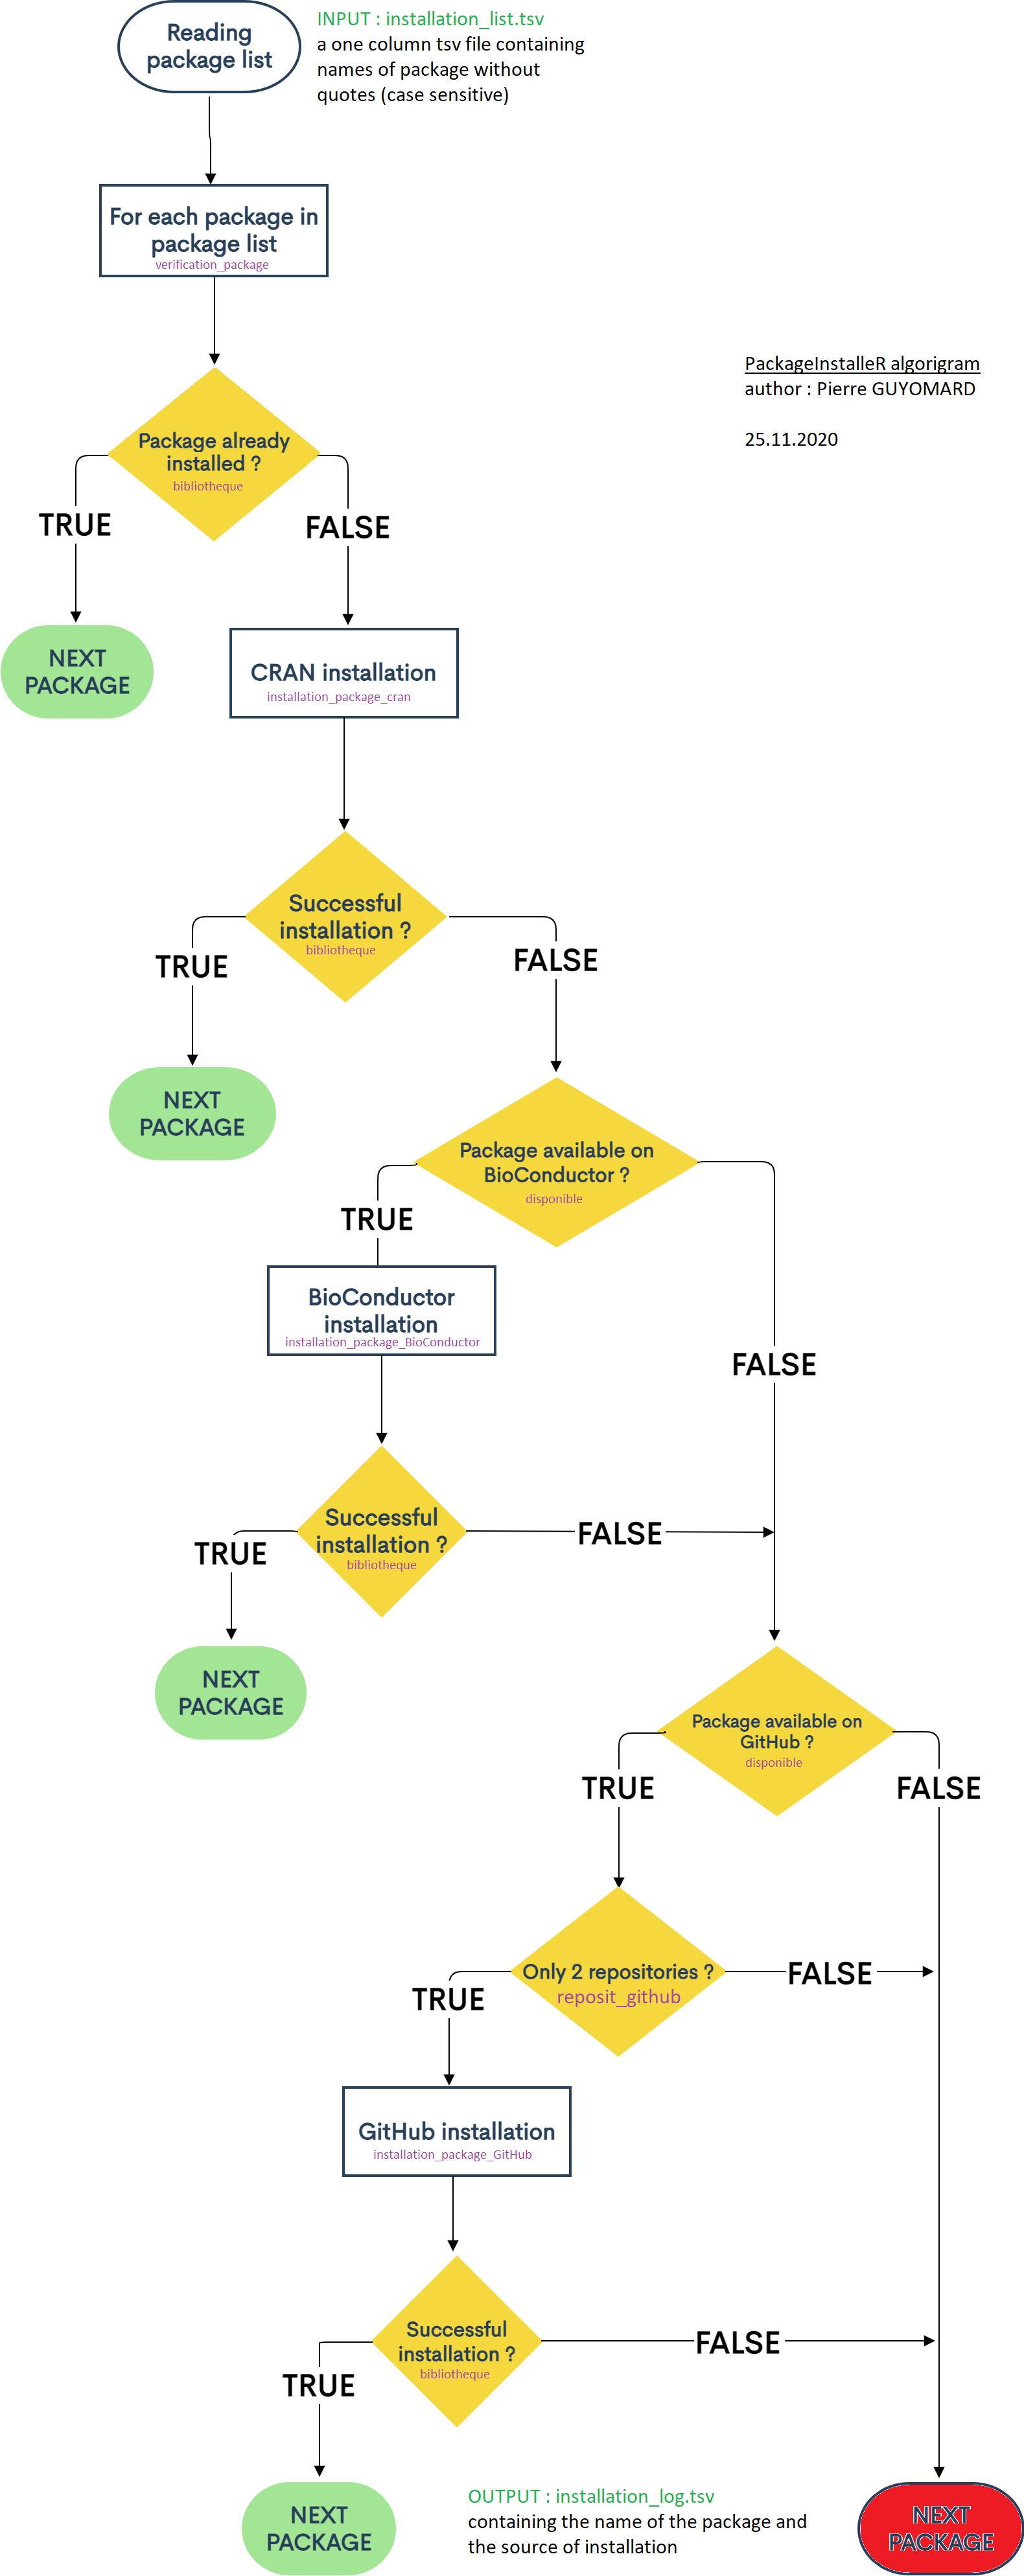 Reading
package list
INPUT : installation_list.tsv
a one column tsv file containing
names of package without
quotes (case sensitive)
For each package in
package list
verification_package
PackageInstalleR algorigram
author : Pierre GUYOMARD
25.11.2020
Package already
installed ?
bibliotheque
TRUE
FALSE
NEXT
PACKAGE
CRAN installation
installation_package_cran
Successful
installation ?
bibliotheque
TRUE
FALSE
NEXT
PACKAGE
Package available on
BioConductor ?
disponible
TRUE
BioConductor
installation
installation_package_BioConductor
FALSE
Successful
installation ?
bibliotheque
TRUE
FALSE
NEXT
PACKAGE
Package available on
GitHub ?
disponible
TRUE
FALSE
Only 2 repositories ?
reposit_github
TRUE
FALSE
GitHub installation
installation_package_GitHub
Successful
installation ?
bibliotheque
TRUE
FALSE
NEXT
PACKAGE
OUTPUT : installation_log.tsv
containing the name of the package and
the source of installation
NEXT
PACKAGE